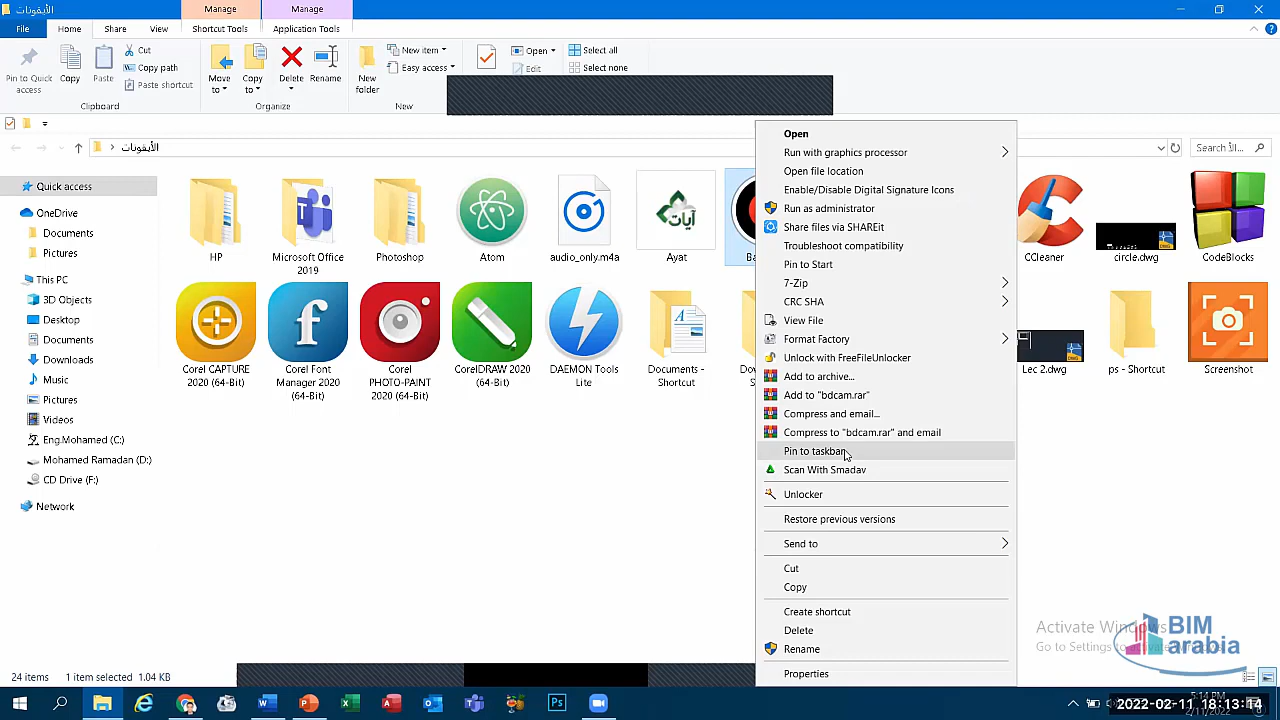 الأيقونات
Manage
Manage
File
Home
Share
View
Shortcut Tools
Application Tools
Pin to Quick access
Copy
Paste
Cut
Copy path
Paste shortcut
Clipboard
Move to
Copy to
Delete
Rename
Organize
New folder
New item
Easy access
New
Open
Edit
Select all
Select none
الأيقونات
Quick access
OneDrive
Documents
Pictures
This PC
3D Objects
Desktop
Documents
Downloads
Music
Pictures
Videos
Eng.Mohamed (C:)
Mohamed Ramadan (D:)
CD Drive (F:)
Network
HP
Microsoft Office 2019
Photoshop
Atom
audio_only.m4a
آيات
Ayat
CCleaner
circle.dwg
CodeBlocks
Corel CAPTURE 2020 (64-Bit)
Corel Font Manager 2020 (64-Bit)
Corel PHOTO-PAINT 2020 (64-Bit)
CorelDRAW 2020 (64-Bit)
DAEMON Tools Lite
Documents - Shortcut
Lec 2.dwg
ps - Shortcut
Screenshot
Open
Run with graphics processor
Open file location
Enable/Disable Digital Signature Icons
Run as administrator
Share files via SHAREit
Troubleshoot compatibility
Pin to Start
7-Zip
CRC SHA
View File
Format Factory
Unlock with FreeFileUnlocker
Add to archive...
Add to "bdcam.rar"
Compress and email...
Compress to "bdcam.rar" and email
Pin to taskbar
Scan With Smadav
Unlocker
Restore previous versions
Send to
Cut
Copy
Create shortcut
Delete
Rename
Properties
Activate Windows
BIM arabia
24 items
1 item selected
1.04 KB
5:14 PM
2022-02-11 18:13:14
2/11/2022